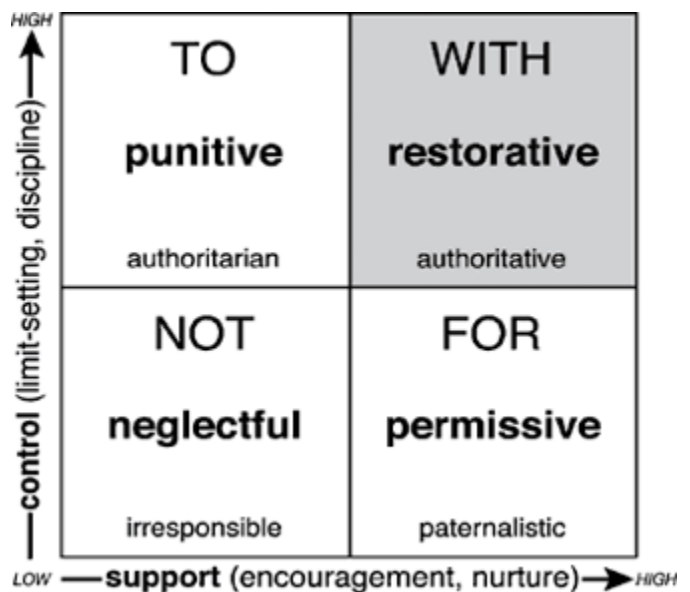 HIGH
TO
WITH
punitive
restorative
authoritarian
authoritative
control (limit-setting, discipline)
NOT
FOR
neglectful
permissive
irresponsible
paternalistic
LOW
support (encouragement, nurture)
HIGH